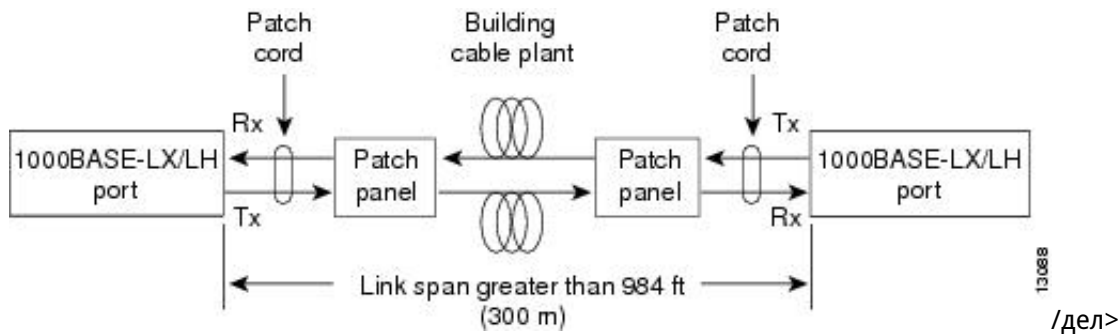 Patch
cord
Building
cable plant
Patch
cord
Rx
Tx
1000BASE-LX/LH
port
Patch
panel
Patch
panel
1000BASE-LX/LH
port
Tx
Rx
Link span greater than 984 ft
(300 m)
13088
/дел>